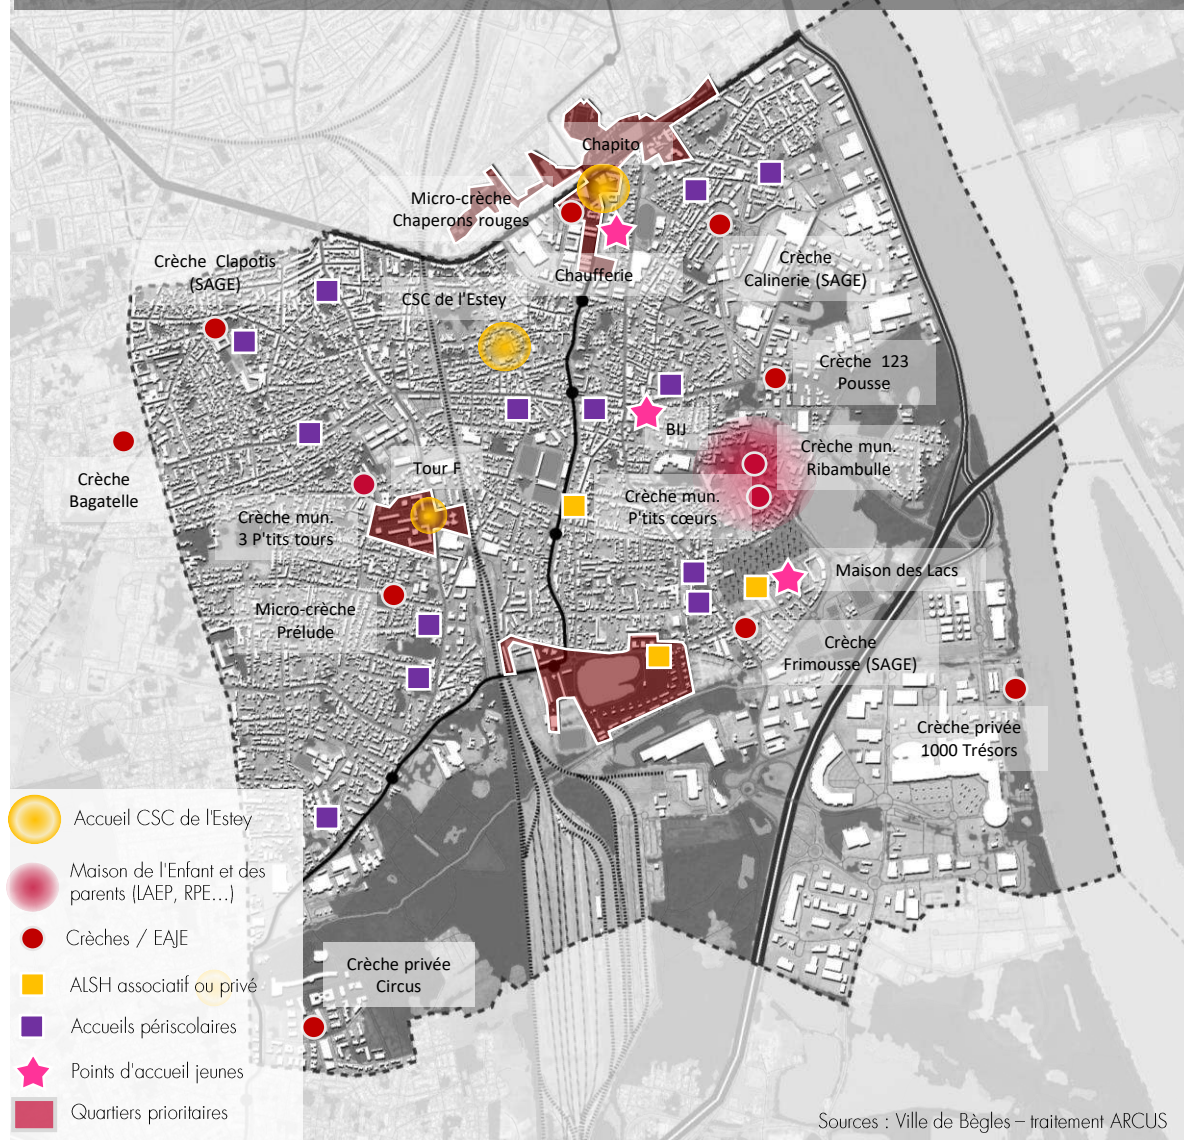 Chapito
Micro-crèche
Chaperons rouges
Crèche Clapotis
(SAGE)
CSC de l'Estey
Chaufferie
Crèche
Calinerie (SAGE)
Crèche 123
Pousse
BIJ
Crèche mun.
Ribambulle
Crèche
Bagatelle
Tour F
Crèche mun.
3 P'tits tours
Crèche mun.
P'tits cœurs
Maison des Lacs
Micro-crèche
Prélude
Crèche
Frimousse (SAGE)
Crèche privée
1000 Trésors
Crèche privée
Circus
Accueil CSC de l'Estey
Maison de l'Enfant et des
parents (LAEP, RPE...)
Crèches / EAJE
ALSH associatif ou privé
Accueils périscolaires
Points d'accueil jeunes
Quartiers prioritaires
Sources : Ville de Bègles – traitement ARCUS